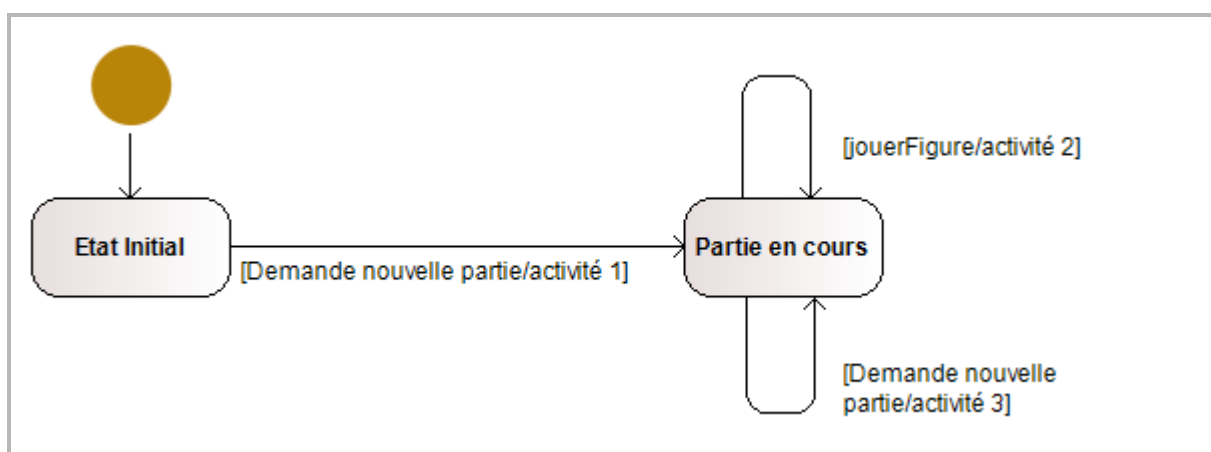 [jouerFigure/activité 2]
Etat Initial
Partie en cours
[Demande nouvelle partie/activité 1]
[Demande nouvelle
partie/activité 3]